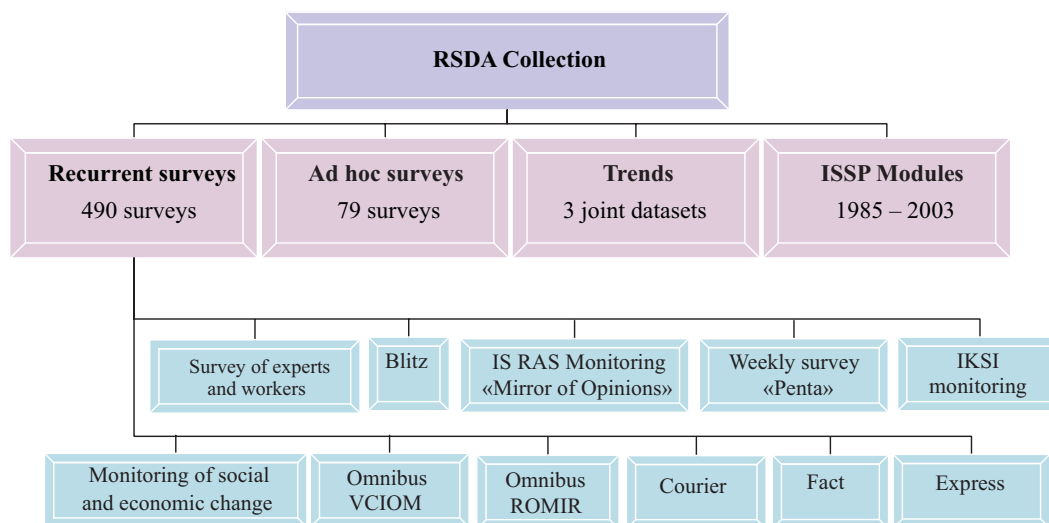 RSDA Collection
Recurrent surveys
490 surveys
Ad hoc surveys
79 surveys
Trends
3 joint datasets
ISSP Modules
1985 – 2003
Survey of experts
and workers
Blitz
IS RAS Monitoring
«Mirror of Opinions»
Weekly survey
«Penta»
IKSI
monitoring
Monitoring of social
and economic change
Omnibus
VCIOM
Omnibus
ROMIR
Courier
Fact
Express